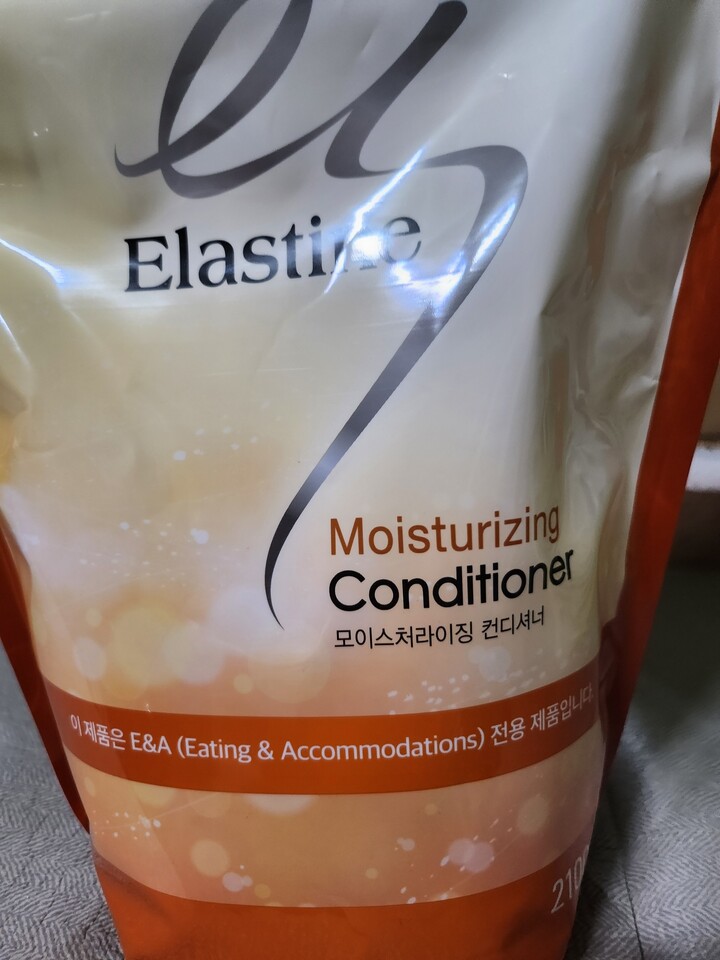 Elastine
Moisturizing
Conditioner
모이스처라이징 컨디셔너
이 제품은 E&A (Eating & Accommodations) 전용 제품입니다.